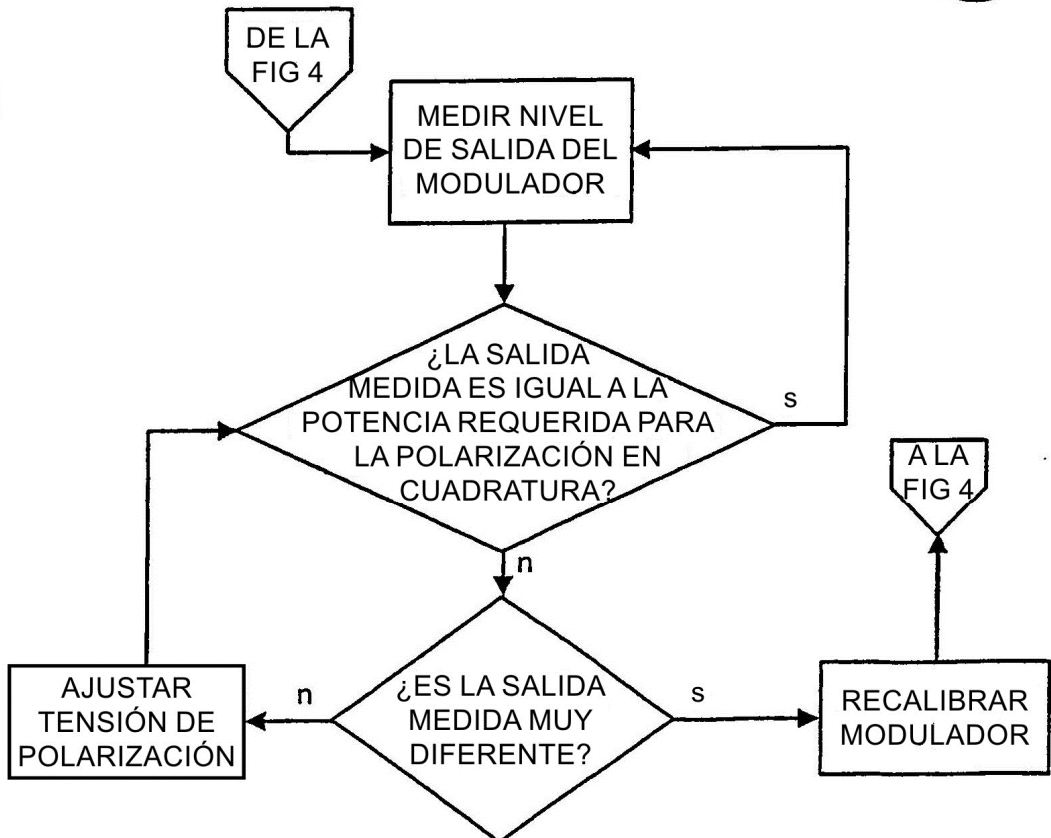 DE LA
FIG 4
MEDIR NIVEL
DE SALIDA DEL
MODULADOR
¿LA SALIDA
MEDIDA ES IGUAL A LA
POTENCIA REQUERIDA PARA
LA POLARIZACIÓN EN
CUADRATURA?
s
A LA
FIG 4
n
AJUSTAR
TENSIÓN DE
POLARIZACIÓN
n
¿ES LA SALIDA
MEDIDA MUY
DIFERENTE?
s
RECALIBRAR
MODULADOR